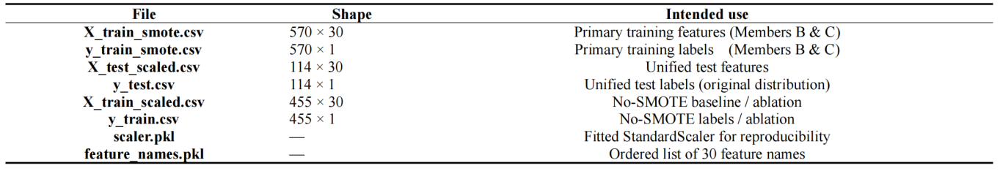 File Shape Intended use
X_train_smote.csv 570 × 30 Primary training features (Members B & C)
y_train_smote.csv 570 × 1 Primary training labels (Members B & C)
X_test_scaled.csv 114 × 30 Unified test features
y_test.csv 114 × 1 Unified test labels (original distribution)
X_train_scaled.csv 455 × 30 No-SMOTE baseline / ablation
y_train.csv 455 × 1 No-SMOTE labels / ablation
scaler.pkl — Fitted StandardScaler for reproducibility
feature_names.pkl — Ordered list of 30 feature names